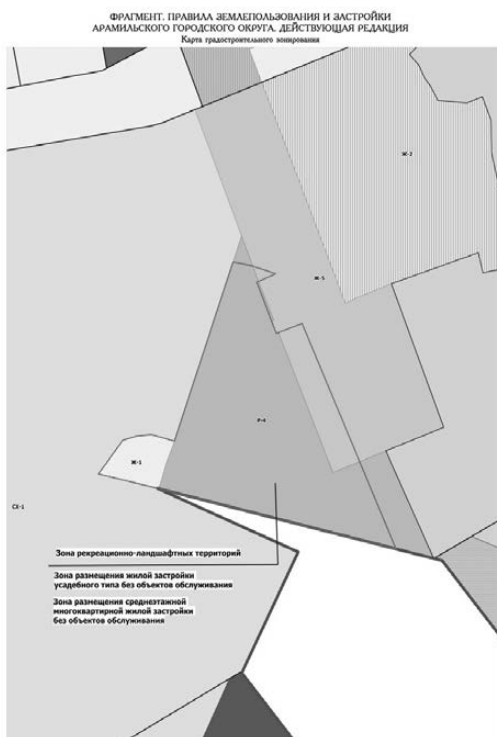 ФРАГМЕНТ. ПРАВИЛА ЗЕМЛЕПОЛЬЗОВАНИЯ И ЗАСТРОЙКИ
АРАМИЛЬСКОГО ГОРОДСКОГО ОКРУГА. ДЕЙСТВУЮЩАЯ РЕДАКЦИЯ
Карта градостроительного зонирования
Ж-2
Ж-5
Р-4
Ж-1
СХ-1
Зона рекреационно-ландшафтных территорий
Зона размещения жилой застройки
усадебного типа без объектов обслуживания
Зона размещения среднеэтажной
многоквартирной жилой застройки
без объектов обслуживания